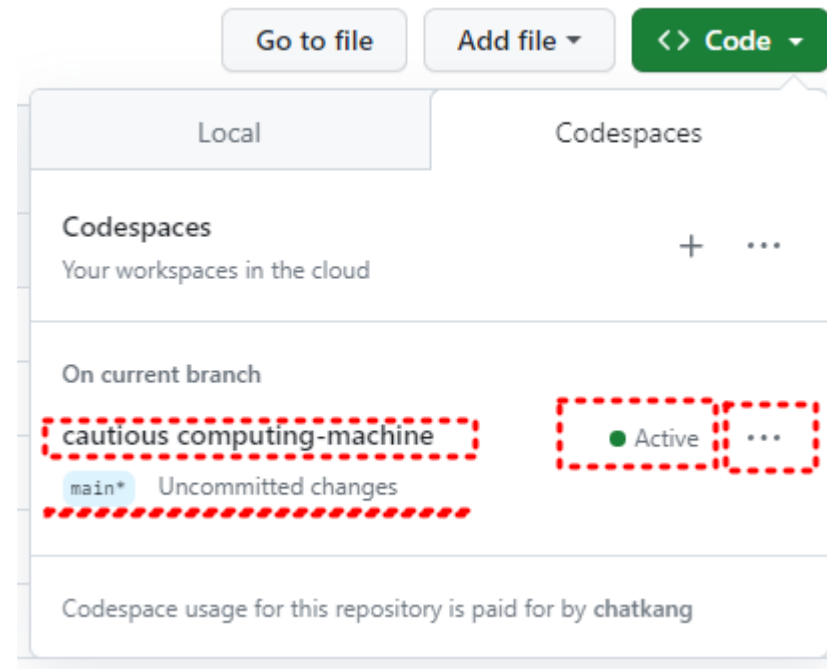 Go to file Add file <> Code
Local Codespaces
Codespaces
Your workspaces in the cloud
On current branch
cautious computing-machine Active
main* Uncommitted changes
Codespace usage for this repository is paid for by chatkang